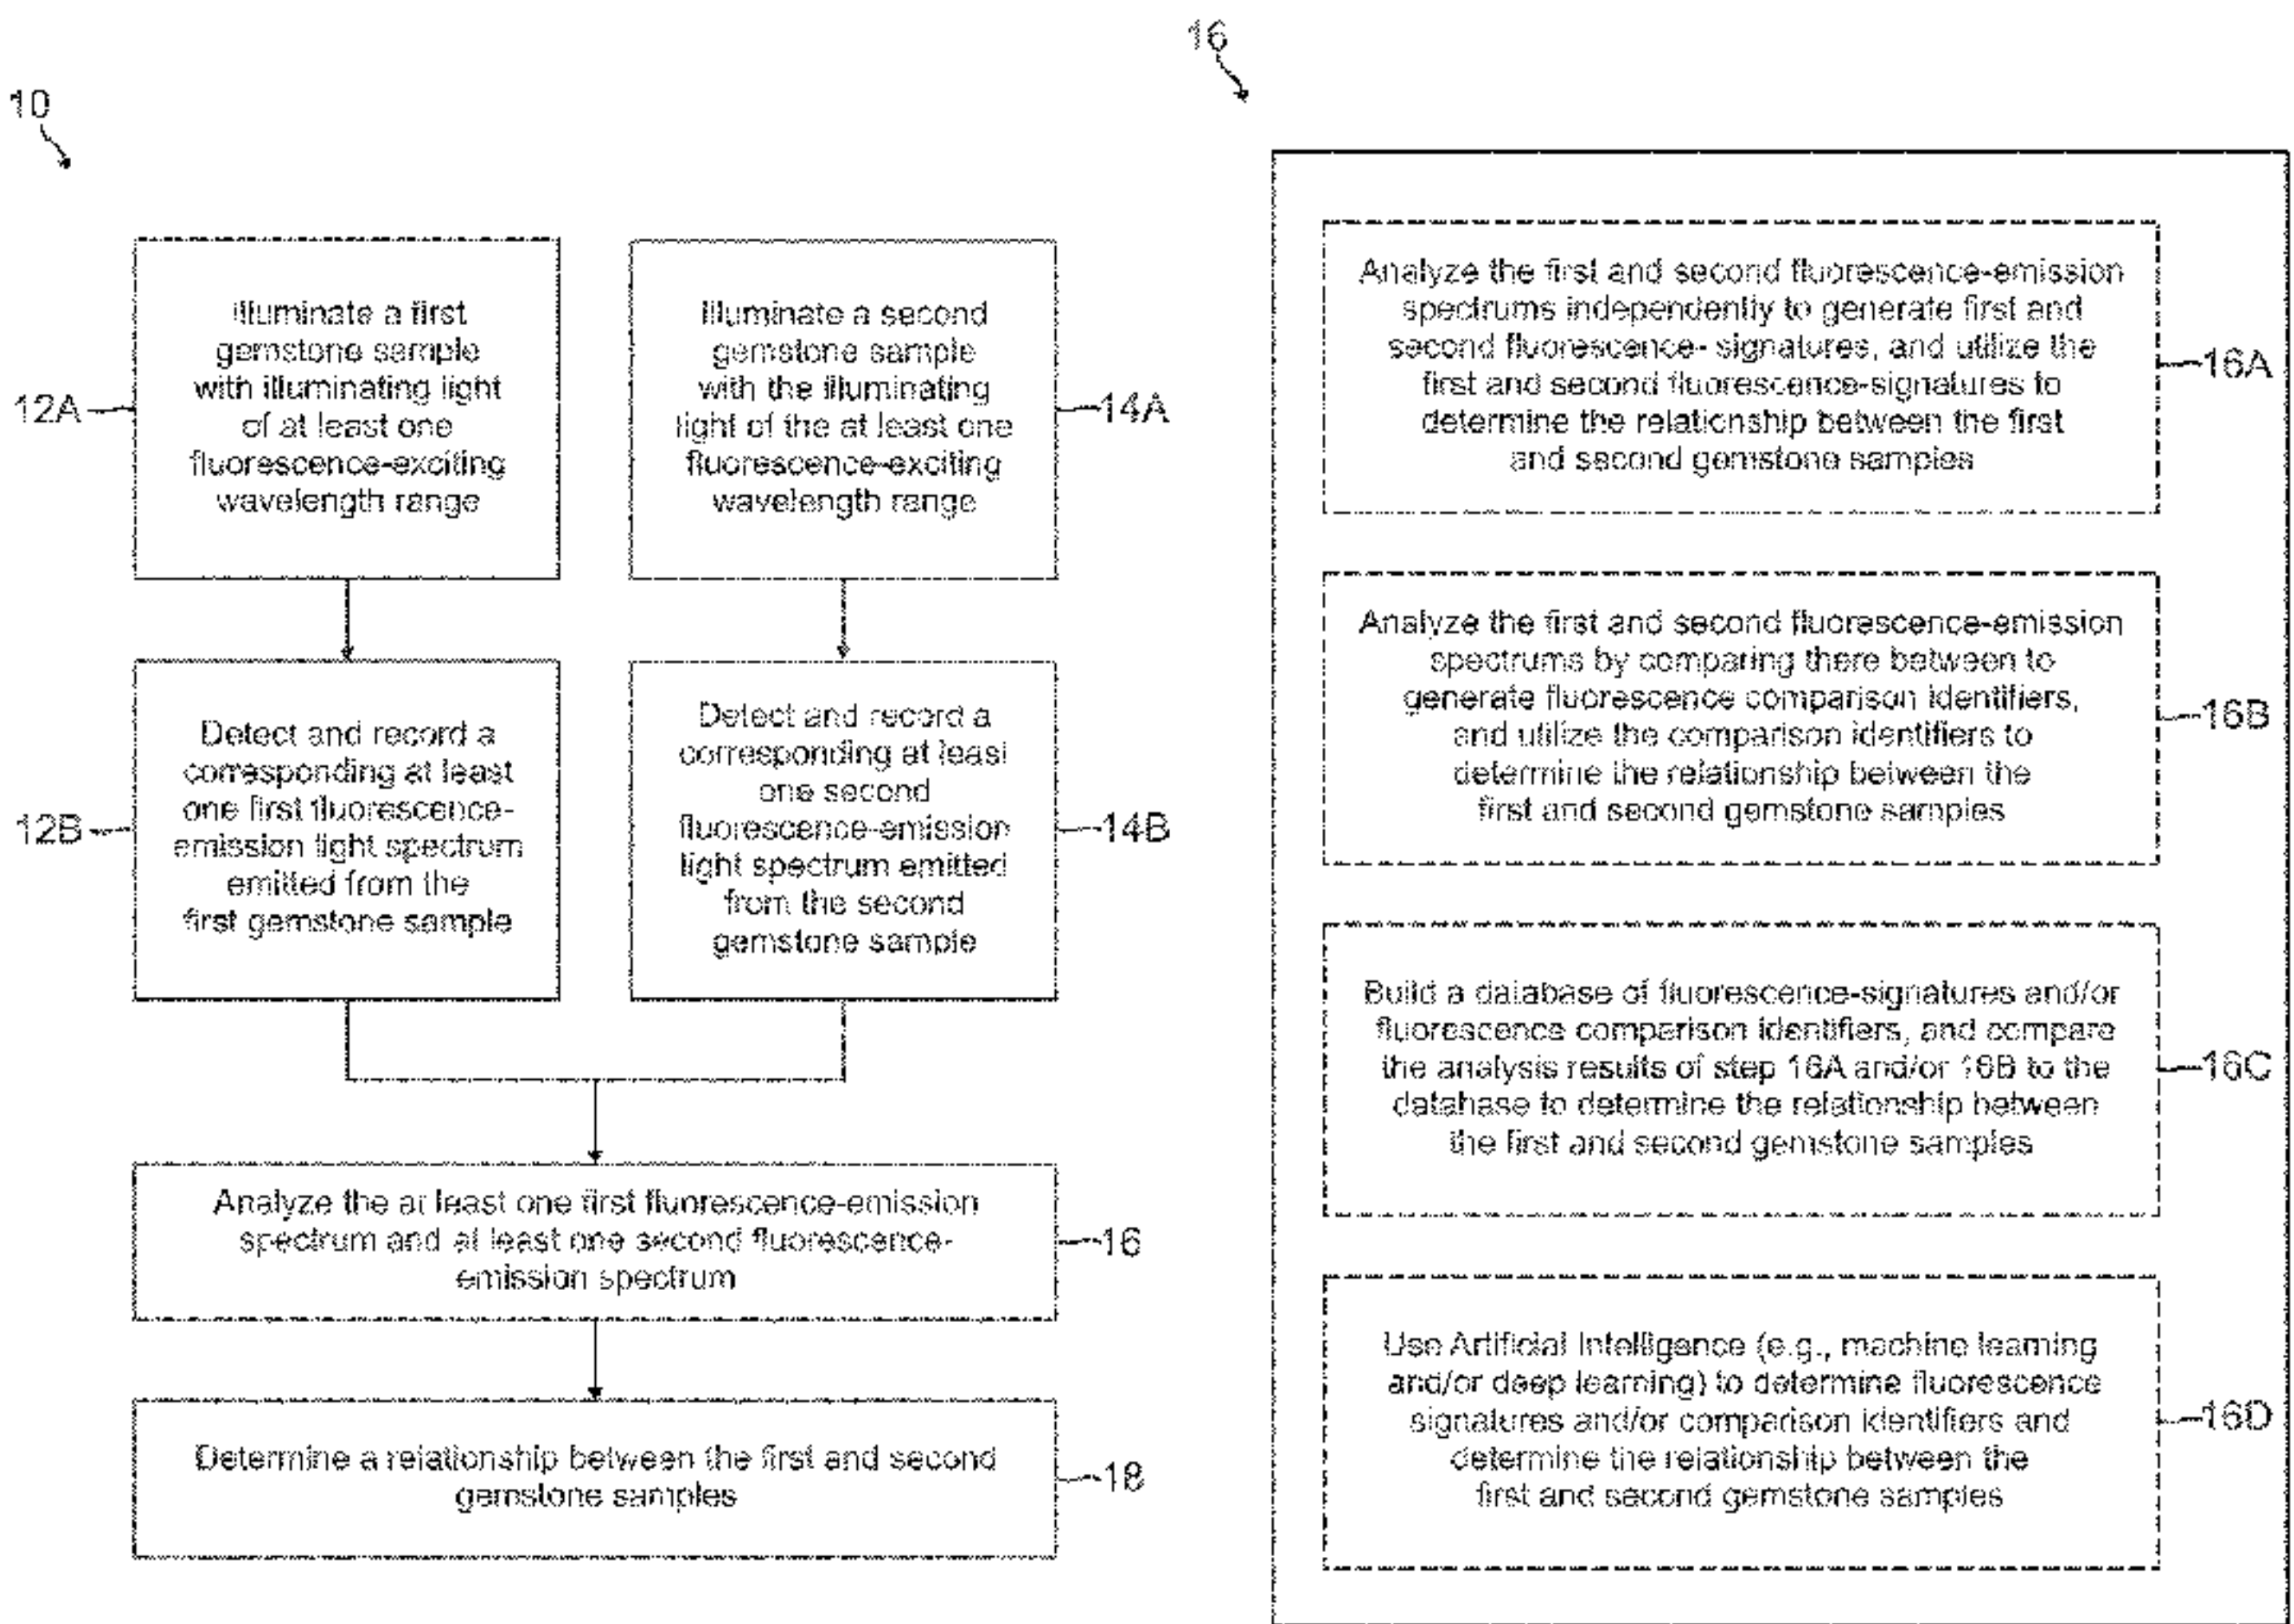 10
12A
Illuminate a first
gemstone sample
with illuminating light
of at least one
fluorescence-exciting
wavelength range
Illuminate a second
gemstone sample
with the illuminating
light of the at least one
fluorescence-exciting
wavelength range
14A
12B
Detect and record a
corresponding at least
one first fluorescence-
emission light spectrum
emitted from the
first gemstone sample
Detect and record a
corresponding at least
one second
fluorescence-emission
light spectrum emitted
from the second
gemstone sample
14B
Analyze the at least one first fluorescence-emission
spectrum and at least one second fluorescence-
emission spectrum
16
Determine a relationship between the first and second
gemstone samples
18
16
Analyze the first and second fluorescence-emission
spectrums independently to generate first and
second fluorescence- signatures, and utilize the
first and second fluorescence-signatures to
determine the relationship between the first
and second gemstone samples
16A
Analyze the first and second fluorescence-emission
spectrums by comparing there between to
generate fluorescence comparison identifiers,
and utilize the comparison identifiers to
determine the relationship between the
first and second gemstone samples
16B
Build a database of fluorescence-signatures and/or
fluorescence comparison identifiers, and compare
the analysis results of step 16A and/or 16B to the
database to determine the relationship between
the first and second gemstone samples
16C
Use Artificial Intelligence (e.g., machine learning
and/or deep learning) to determine fluorescence
signatures and/or comparison identifiers and
determine the relationship between the
first and second gemstone samples
16D